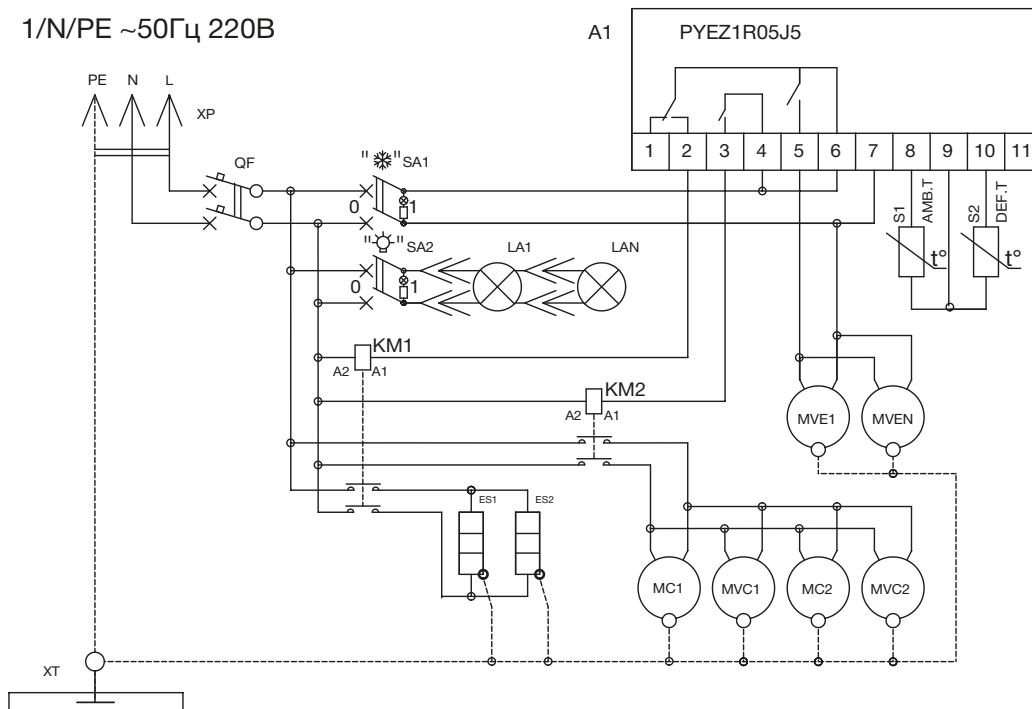 1/N/PE ~50Гц 220В
A1 PYEZ1R05J5
PE N L
XP
1 2 3 4 5 6 7 8 9 10 11
QF
" " SA1
0 1
S1 AMB.T S2 DEF.T
t° t°
" " SA2 LA1 LAN
0 1
KM1
A2 A1
KM2
A2 A1
MVE1 MVEN
ES1 ES2
MC1 MVC1 MC2 MVC2
XT